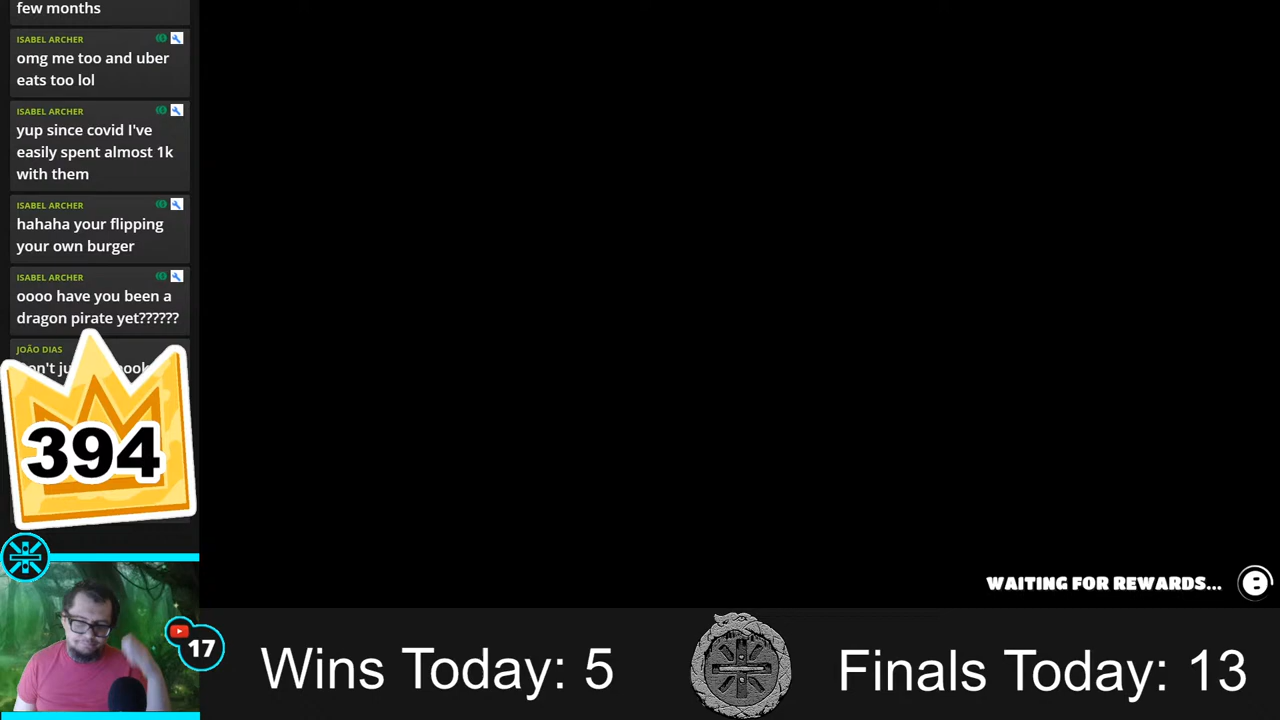 few months
ISABEL ARCHER
omg me too and uber
eats too lol
ISABEL ARCHER
yup since covid I've
easily spent almost 1k
with them
ISABEL ARCHER
hahaha your flipping
your own burger
ISABEL ARCHER
oooo have you been a
dragon pirate yet??????
JOÃO DIAS
394
WAITING FOR REWARDS...
17
Wins Today: 5
Finals Today: 13